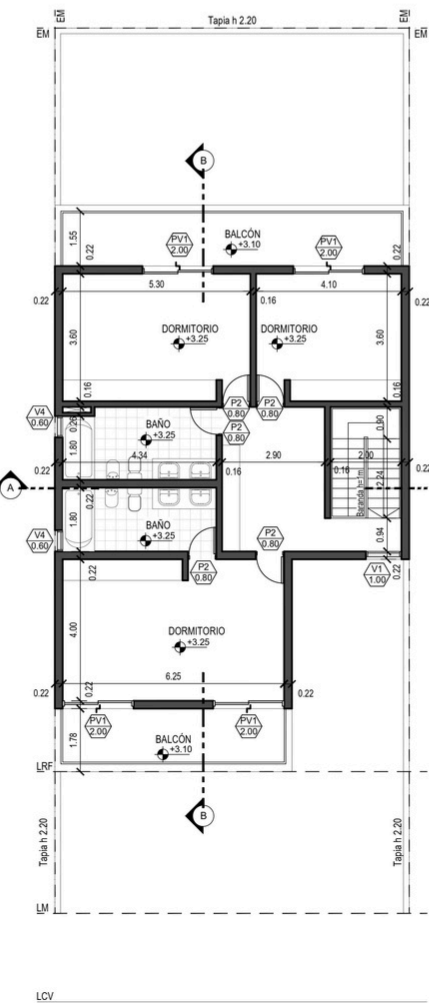 EM
EM
Tapia h 2.20
EM
EM
B
1.55
0.22
PV1
2.00
BALCÓN
+3.10
PV1
2.00
0.22
0.22
5.30
0.16
4.10
0.22
3.60
DORMITORIO
+3.25
DORMITORIO
+3.25
3.60
0.16
0.16
P2
0.80
P2
0.80
V4
0.60
0.26
BAÑO
+3.25
P2
0.80
0.90
1.80
4.34
0.16
2.90
0.16
2.00
0.22
0.22
A
0.22
Baranda h=1m
2.24
1.80
BAÑO
+3.25
V4
0.60
P2
0.80
0.94
P2
0.80
V1
1.00
0.22
0.22
4.00
DORMITORIO
+3.25
6.25
0.22
0.22
0.22
PV1
2.00
PV1
2.00
BALCÓN
+3.10
1.78
LRF
B
Tapia h 2.20
Tapia h 2.20
LM
LCV